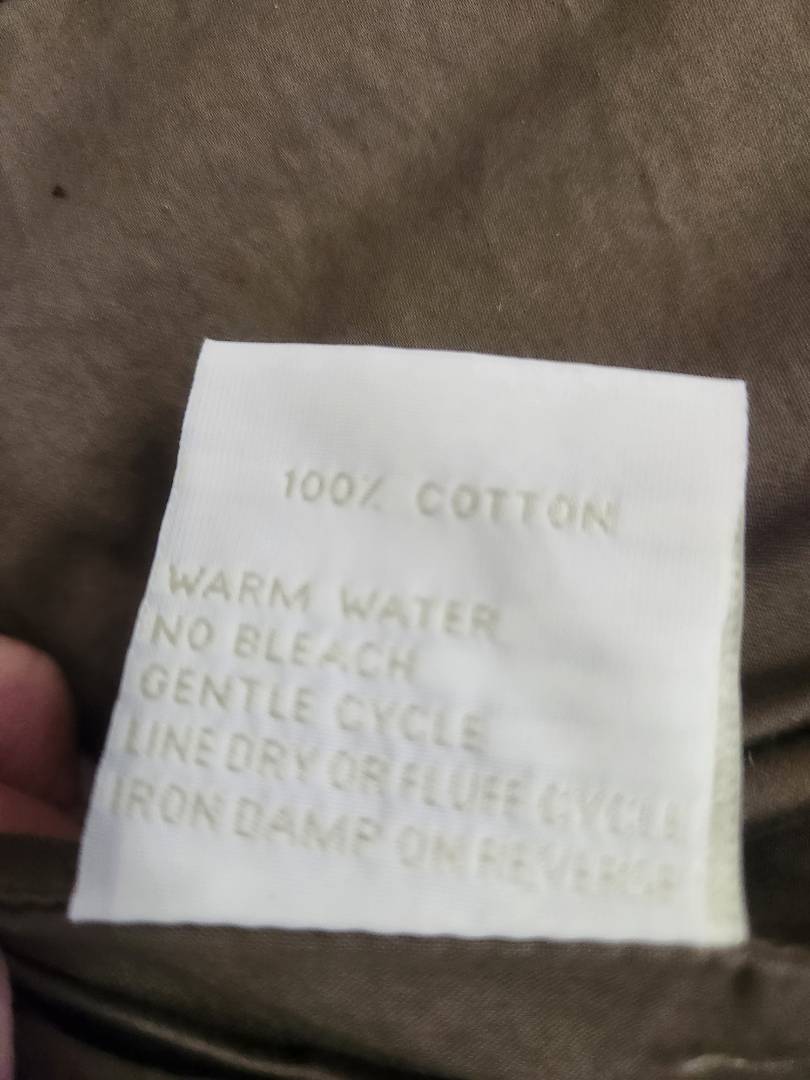 100% COTTON
WARM WATER
NO BLEACH
GENTLE CYCLE
LINE DRY OR FLUFF CYCLE
IRON DAMP ON REVERSE